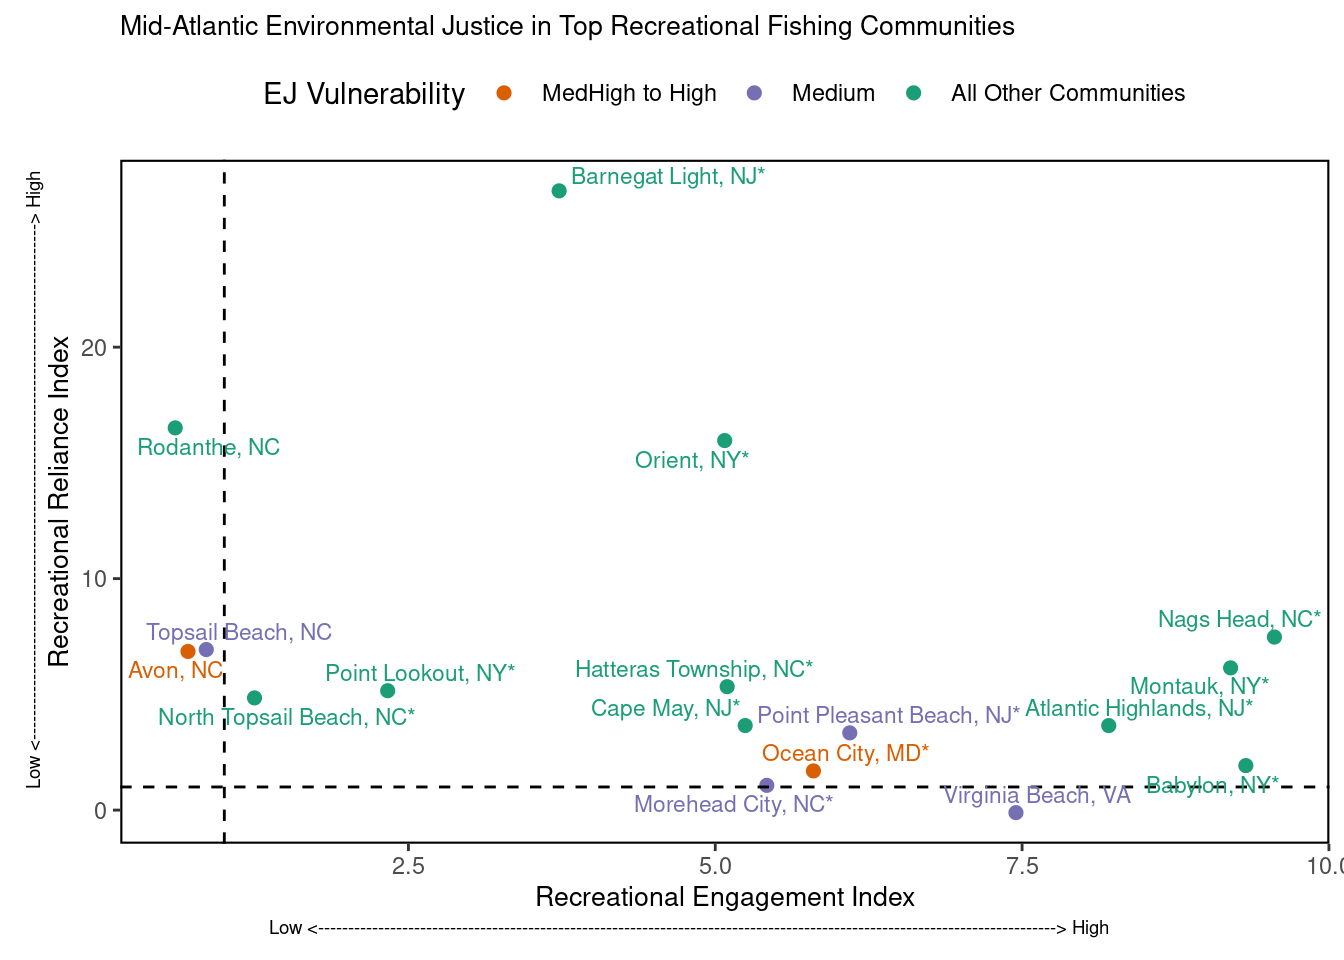 Mid-Atlantic Environmental Justice in Top Recreational Fishing Communities
EJ Vulnerability MedHigh to High Medium All Other Communities
Low <-----------------------------------------------------------------------------------------> High
Recreational Reliance Index
20
10
0
Barnegat Light, NJ*
Rodanthe, NC
Orient, NY*
Nags Head, NC*
Topsail Beach, NC
Avon, NC
Point Lookout, NY*
Hatteras Township, NC*
Montauk, NY*
North Topsail Beach, NC*
Cape May, NJ*
Point Pleasant Beach, NJ*
Atlantic Highlands, NJ*
Ocean City, MD*
Babylon, NY*
Morehead City, NC*
Virginia Beach, VA
2.5 5.0 7.5 10.0
Recreational Engagement Index
Low <-----------------------------------------------------------------------------------------------------------------------------> High